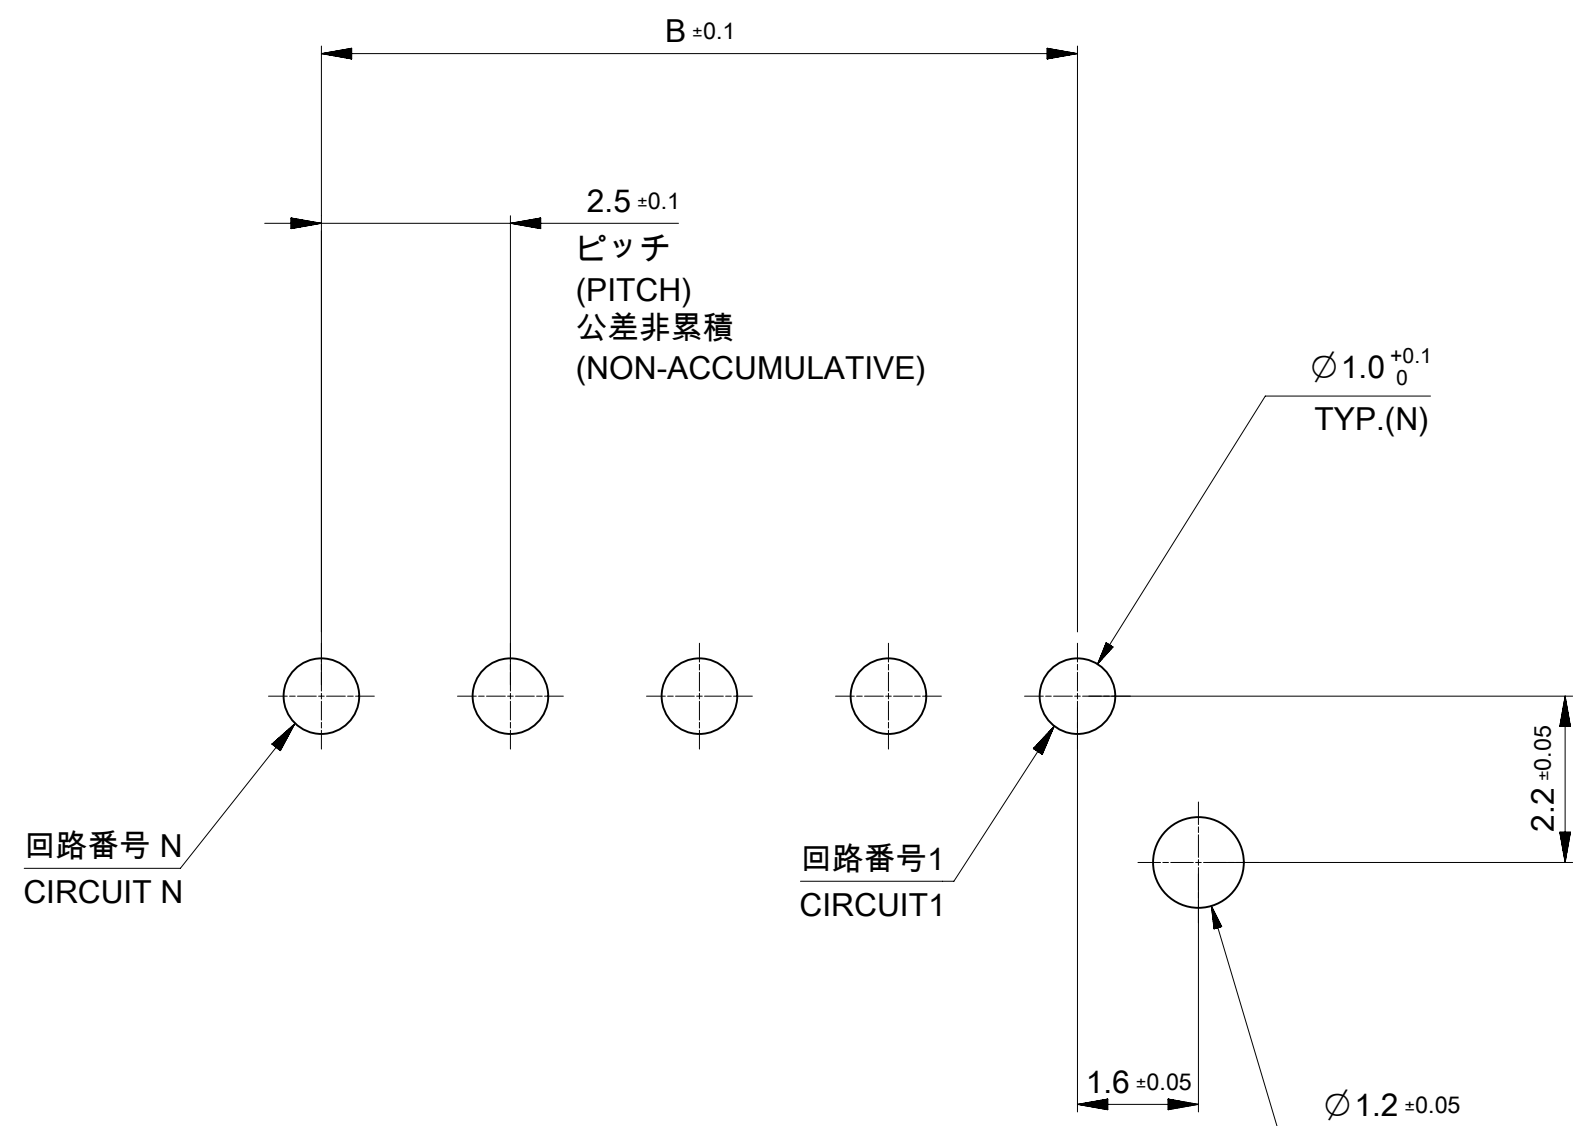 B ±0.1
2.5 ±0.1
ピッチ
(PITCH)
公差非累積
(NON-ACCUMULATIVE)
∅1.0 +0.1 0
TYP.(N)
2.2 ±0.05
回路番号 N
CIRCUIT N
回路番号1
CIRCUIT1
1.6 ±0.05
∅1.2 ±0.05